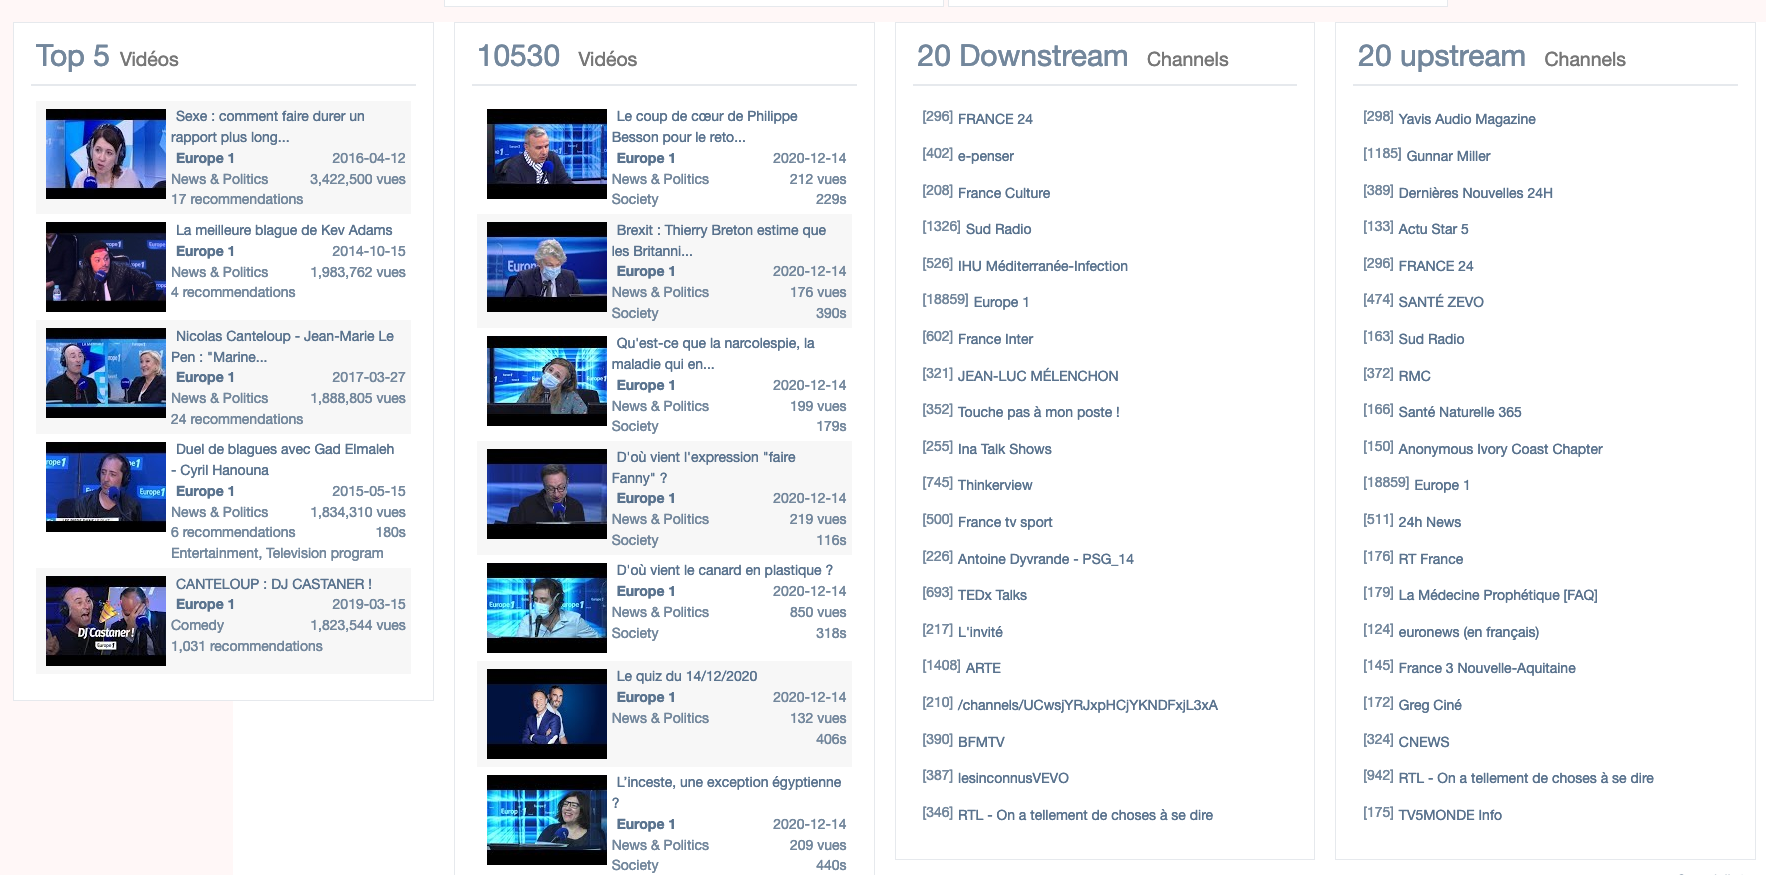 Top 5 Vidéos
Sexe : comment faire durer un
rapport plus long...
Europe 1 2016-04-12
News & Politics 3,422,500 vues
17 recommendations
La meilleure blague de Kev Adams
Europe 1 2014-10-15
News & Politics 1,983,762 vues
4 recommendations
Nicolas Canteloup - Jean-Marie Le
Pen : "Marine...
Europe 1 2017-03-27
News & Politics 1,888,805 vues
24 recommendations
Duel de blagues avec Gad Elmaleh
- Cyril Hanouna
Europe 1 2015-05-15
News & Politics 1,834,310 vues
6 recommendations 180s
Entertainment, Television program
DJ Castaner !
Europe 1
CANTELOUP : DJ CASTANER !
Europe 1 2019-03-15
Comedy 1,823,544 vues
1,031 recommendations
10530 Vidéos
Le coup de cœur de Philippe
Besson pour le reto...
Europe 1 2020-12-14
News & Politics 212 vues
Society 229s
Brexit : Thierry Breton estime que
les Britanni...
Europe 1 2020-12-14
News & Politics 176 vues
Society 390s
Qu'est-ce que la narcolespie, la
maladie qui en...
Europe 1 2020-12-14
News & Politics 199 vues
Society 179s
D'où vient l'expression "faire
Fanny" ?
Europe 1 2020-12-14
News & Politics 219 vues
Society 116s
D'où vient le canard en plastique ?
Europe 1 2020-12-14
News & Politics 850 vues
Society 318s
Le quiz du 14/12/2020
Europe 1 2020-12-14
News & Politics 132 vues
406s
L'inceste, une exception égyptienne
?
Europe 1 2020-12-14
News & Politics 209 vues
Society 440s
20 Downstream Channels
[296] FRANCE 24
[402] e-penser
[208] France Culture
[1326] Sud Radio
[526] IHU Méditerranée-Infection
[18859] Europe 1
[602] France Inter
[321] JEAN-LUC MÉLENCHON
[352] Touche pas à mon poste !
[255] Ina Talk Shows
[745] Thinkerview
[500] France tv sport
[226] Antoine Dyvrande - PSG_14
[693] TEDx Talks
[217] L'invité
[1408] ARTE
[210] /channels/UCwsjYRJxpHCjYKNDFxjL3xA
[390] BFMTV
[387] lesinconnusVEVO
[346] RTL - On a tellement de choses à se dire
20 upstream Channels
[298] Yavis Audio Magazine
[1185] Gunnar Miller
[389] Dernières Nouvelles 24H
[133] Actu Star 5
[296] FRANCE 24
[474] SANTÉ ZEVO
[163] Sud Radio
[372] RMC
[166] Santé Naturelle 365
[150] Anonymous Ivory Coast Chapter
[18859] Europe 1
[511] 24h News
[176] RT France
[179] La Médecine Prophétique [FAQ]
[124] euronews (en français)
[145] France 3 Nouvelle-Aquitaine
[172] Greg Ciné
[324] CNEWS
[942] RTL - On a tellement de choses à se dire
[175] TV5MONDE Info